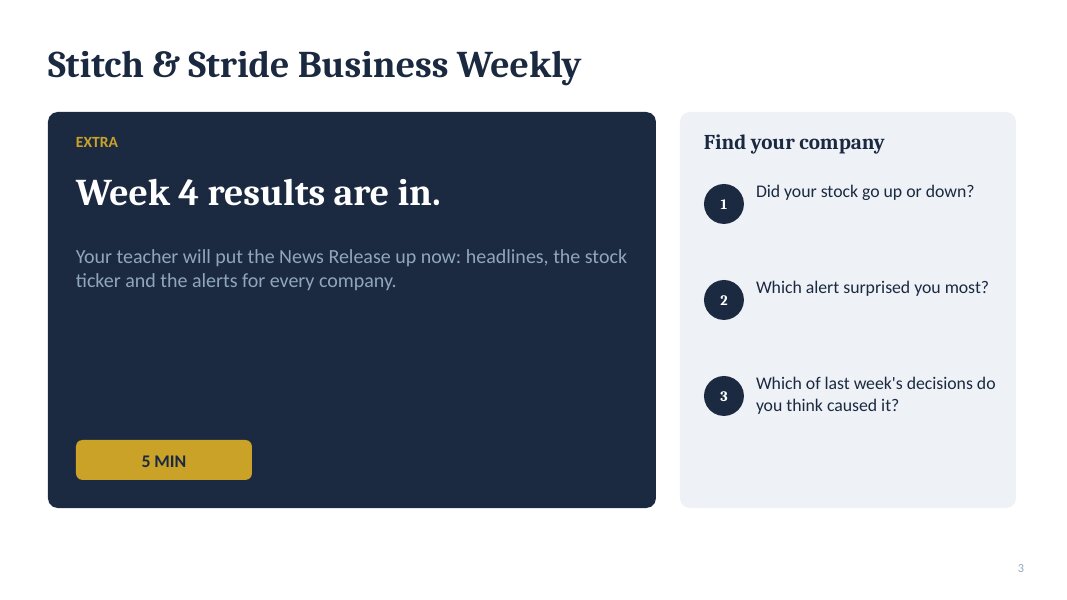 Stitch & Stride Business Weekly
EXTRA
Week 4 results are in.
Your teacher will put the News Release up now: headlines, the stock
ticker and the alerts for every company.
5 MIN
Find your company
1
Did your stock go up or down?
2
Which alert surprised you most?
3
Which of last week's decisions do
you think caused it?
3